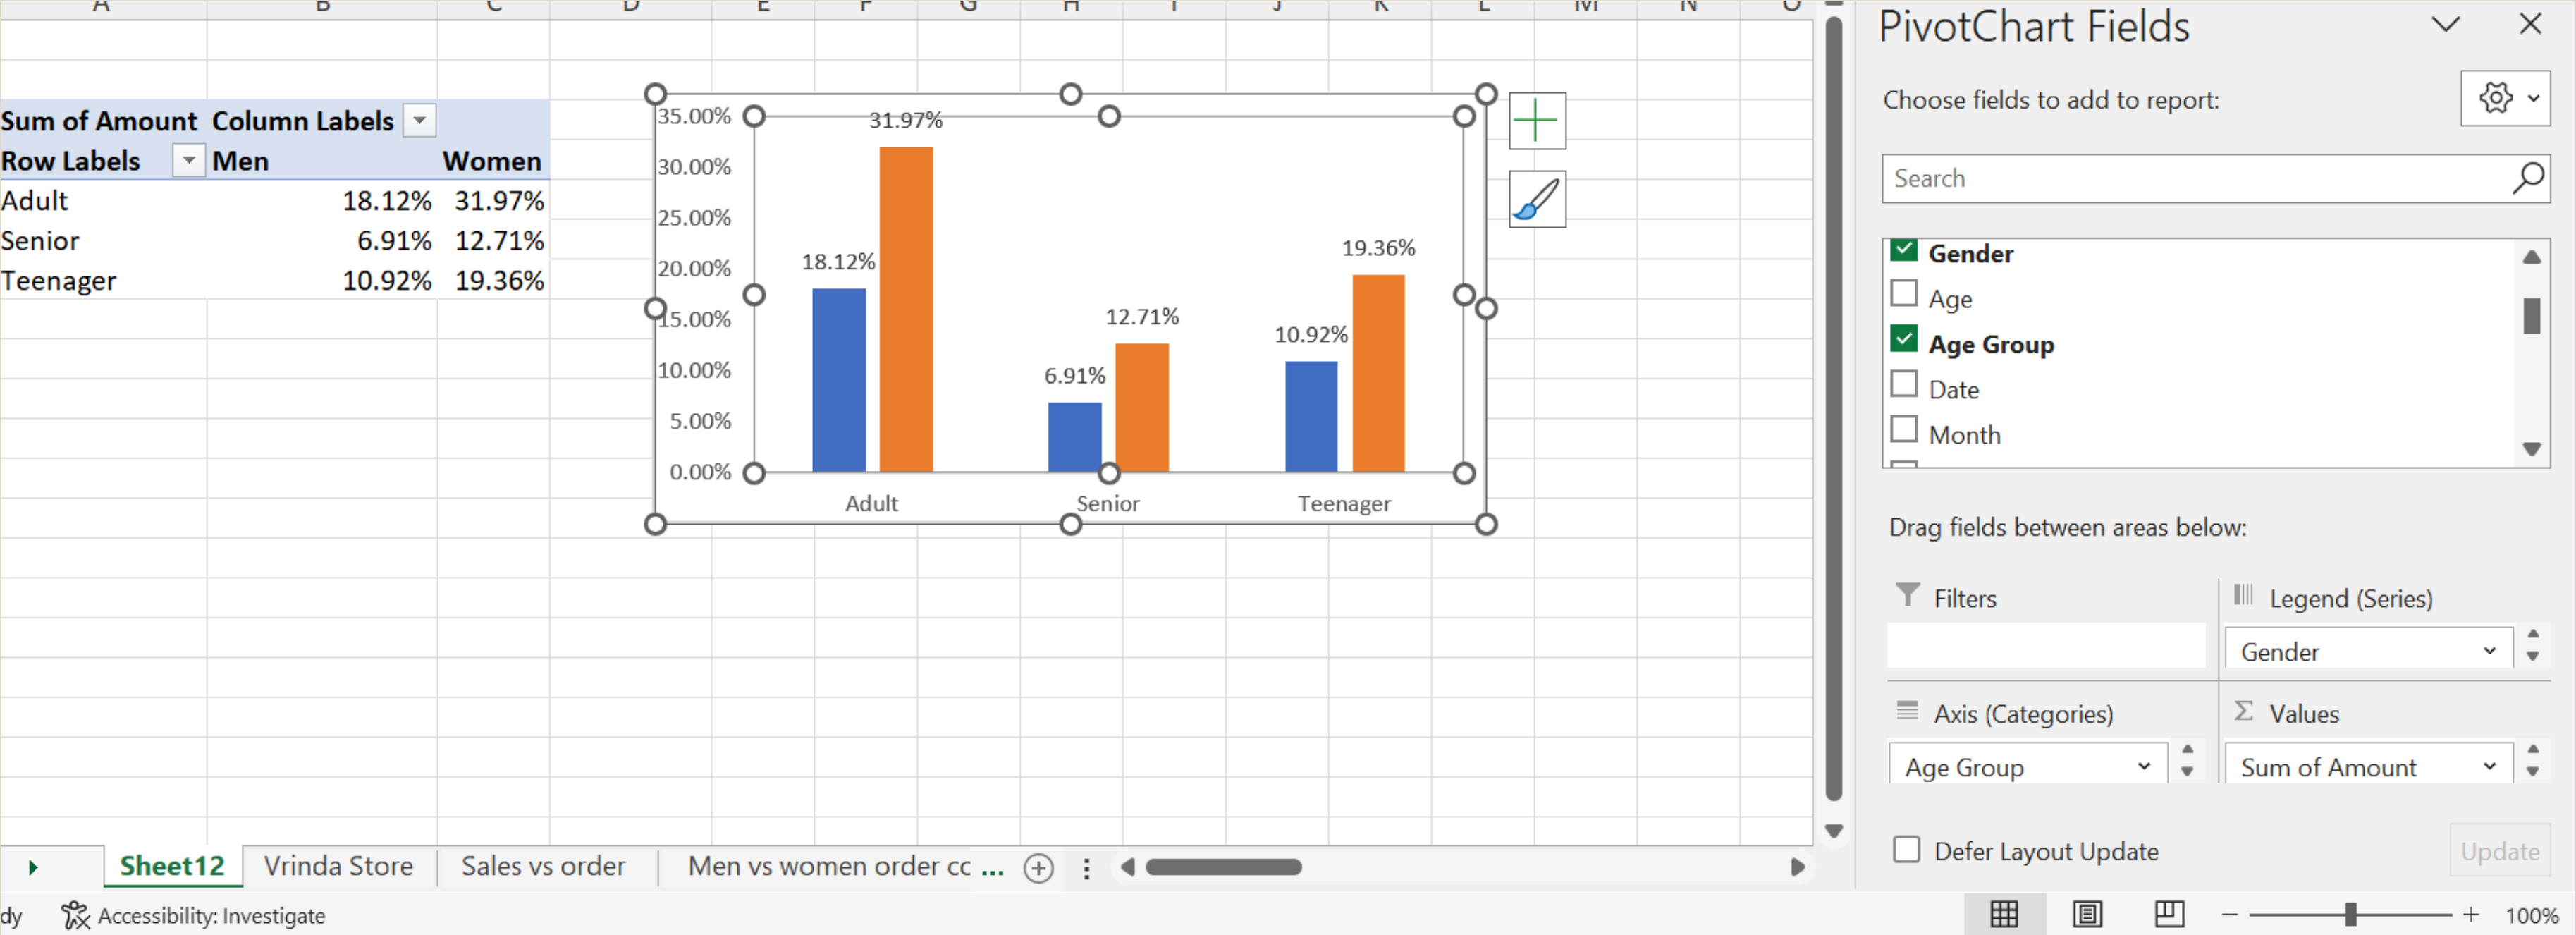 A B C D E F G H I J K L M N O
Sum of Amount Column Labels
Row Labels Men Women
Adult 18.12% 31.97%
Senior 6.91% 12.71%
Teenager 10.92% 19.36%
35.00%
30.00%
25.00%
20.00%
15.00%
10.00%
5.00%
0.00%
31.97%
18.12%
19.36%
12.71%
10.92%
6.91%
Adult Senior Teenager
PivotChart Fields
Choose fields to add to report:
Search
Gender
Age
Age Group
Date
Month
Drag fields between areas below:
Filters
Legend (Series)
Gender
Axis (Categories)
Values
Age Group
Sum of Amount
Defer Layout Update
Update
Sheet12 Vrinda Store Sales vs order Men vs women order cc ...
dy Accessibility: Investigate
100%